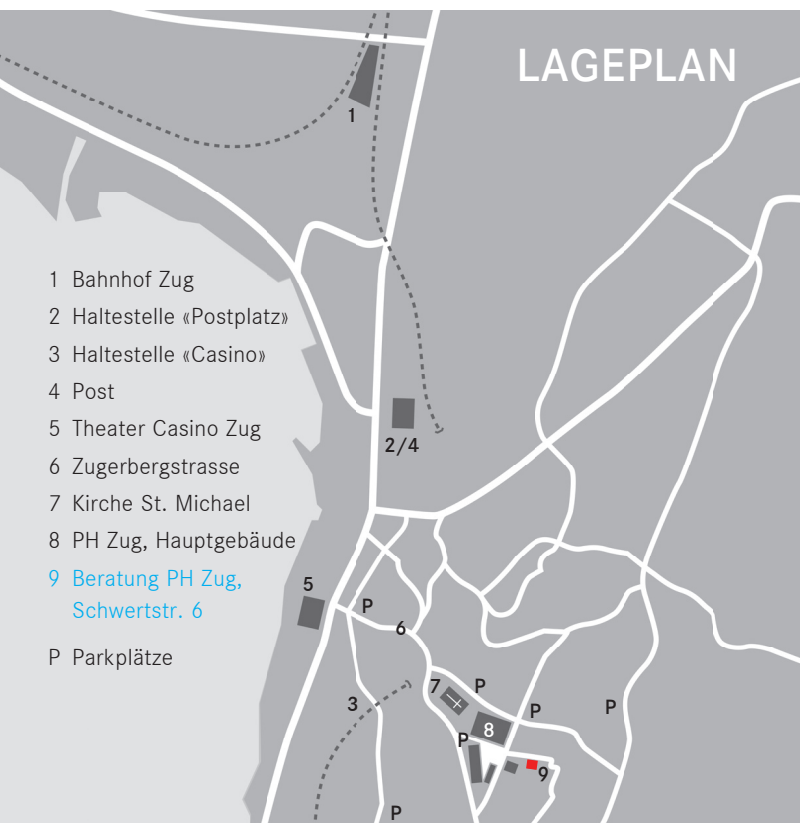 LAGEPLAN
1
1 Bahnhof Zug
2 Haltestelle «Postplatz»
3 Haltestelle «Casino»
4 Post
5 Theater Casino Zug
6 Zugerbergstrasse
7 Kirche St. Michael
8 PH Zug, Hauptgebäude
9 Beratung PH Zug,
Schwertstr. 6
P Parkplätze
2/4
5
P
6
7
P
3
P
P
8
P
9
P